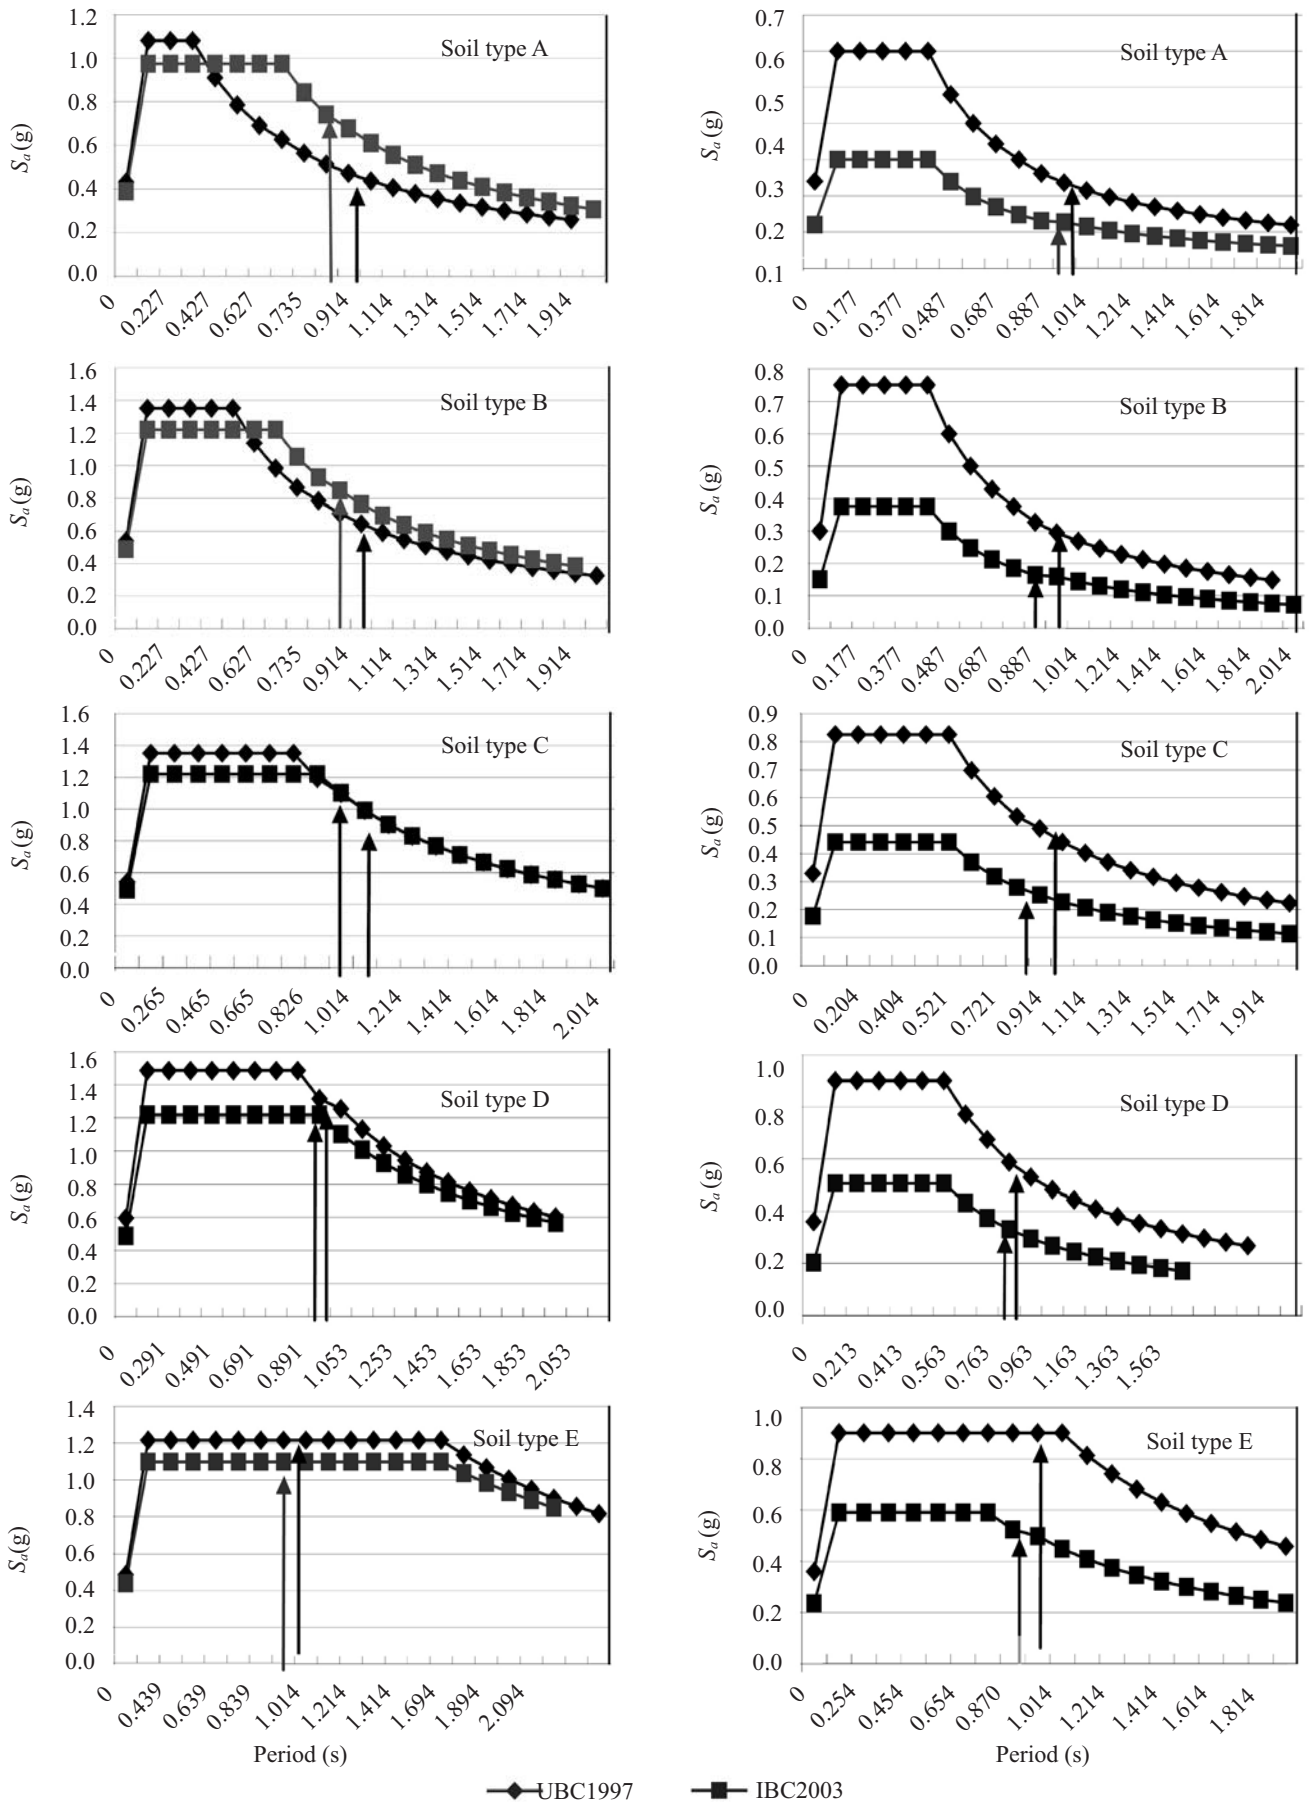 1.2
1.0
0.8
0.6
0.4
0.2
0.0
Sa(g)
Soil type A
0 0.227 0.427 0.627 0.735 0.914 1.114 1.314 1.514 1.714 1.914
0.7
0.6
0.5
0.4
0.3
0.2
0.1
Sa(g)
Soil type A
0 0.177 0.377 0.487 0.687 0.887 1.014 1.214 1.414 1.614 1.814
1.6
1.4
1.2
1.0
0.8
0.6
0.4
0.2
0.0
Sa(g)
Soil type B
0 0.227 0.427 0.627 0.735 0.914 1.114 1.314 1.514 1.714 1.914
0.8
0.7
0.6
0.5
0.4
0.3
0.2
0.1
0.0
Sa(g)
Soil type B
0 0.177 0.377 0.487 0.687 0.887 1.014 1.214 1.414 1.614 1.814 2.014
1.6
1.4
1.2
1.0
0.8
0.6
0.4
0.2
0.0
Sa(g)
Soil type C
0 0.265 0.465 0.665 0.826 1.014 1.214 1.414 1.614 1.814 2.014
0.9
0.8
0.7
0.6
0.5
0.4
0.3
0.2
0.1
0.0
Sa(g)
Soil type C
0 0.204 0.404 0.521 0.721 0.914 1.114 1.314 1.514 1.714 1.914
1.6
1.4
1.2
1.0
0.8
0.6
0.4
0.2
0.0
Sa(g)
Soil type D
0 0.291 0.491 0.691 0.891 1.053 1.253 1.453 1.653 1.853 2.053
1.0
0.8
0.6
0.4
0.2
0.0
Sa(g)
Soil type D
0 0.213 0.413 0.563 0.763 0.963 1.163 1.363 1.563
1.4
1.2
1.0
0.8
0.6
0.4
0.2
0.0
Sa(g)
Soil type E
0 0.439 0.639 0.839 1.014 1.214 1.414 1.694 1.894 2.094
Period (s)
1.0
0.8
0.6
0.4
0.2
0.0
Sa(g)
Soil type E
0 0.254 0.454 0.654 0.870 1.014 1.214 1.414 1.614 1.814
Period (s)
UBC1997 IBC2003